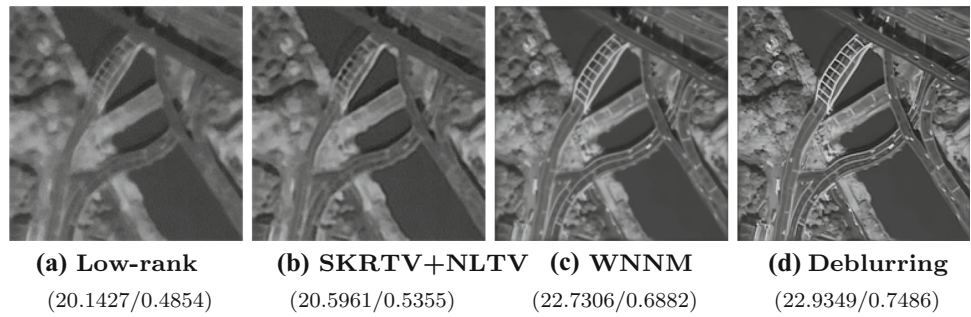 (a) Low-rank (b) SKRTV+NLTV (c) WNNM (d) Deblurring
(20.1427/0.4854) (20.5961/0.5355) (22.7306/0.6882) (22.9349/0.7486)